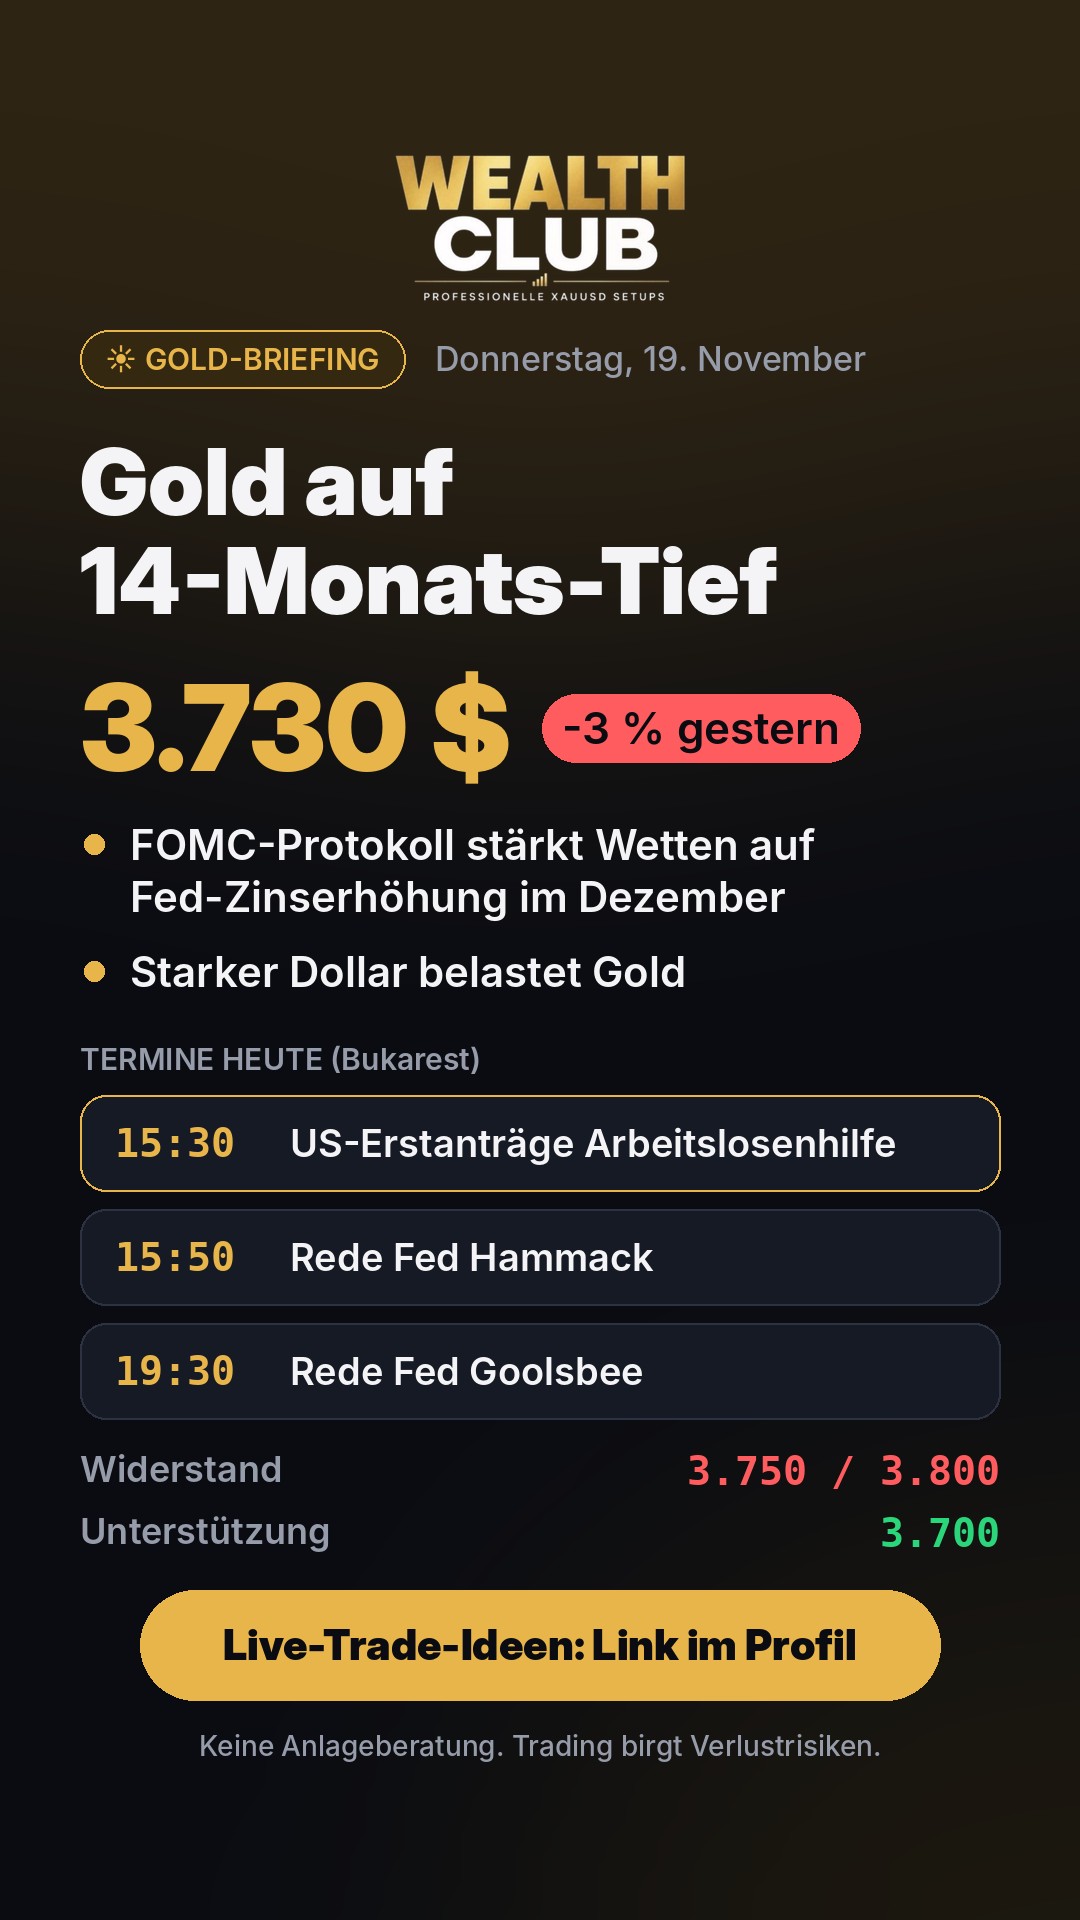 WEALTH
CLUB
PROFESSIONELLE XAUUSD SETUPS
GOLD-BRIEFING
Donnerstag, 19. November
Gold auf
14-Monats-Tief
3.730 $
-3 % gestern
FOMC-Protokoll stärkt Wetten auf
Fed-Zinserhöhung im Dezember
Starker Dollar belastet Gold
TERMINE HEUTE (Bukarest)
15:30 US-Erstanträge Arbeitslosenhilfe
15:50 Rede Fed Hammack
19:30 Rede Fed Goolsbee
Widerstand 3.750 / 3.800
Unterstützung 3.700
Live-Trade-Ideen: Link im Profil
Keine Anlageberatung. Trading birgt Verlustrisiken.